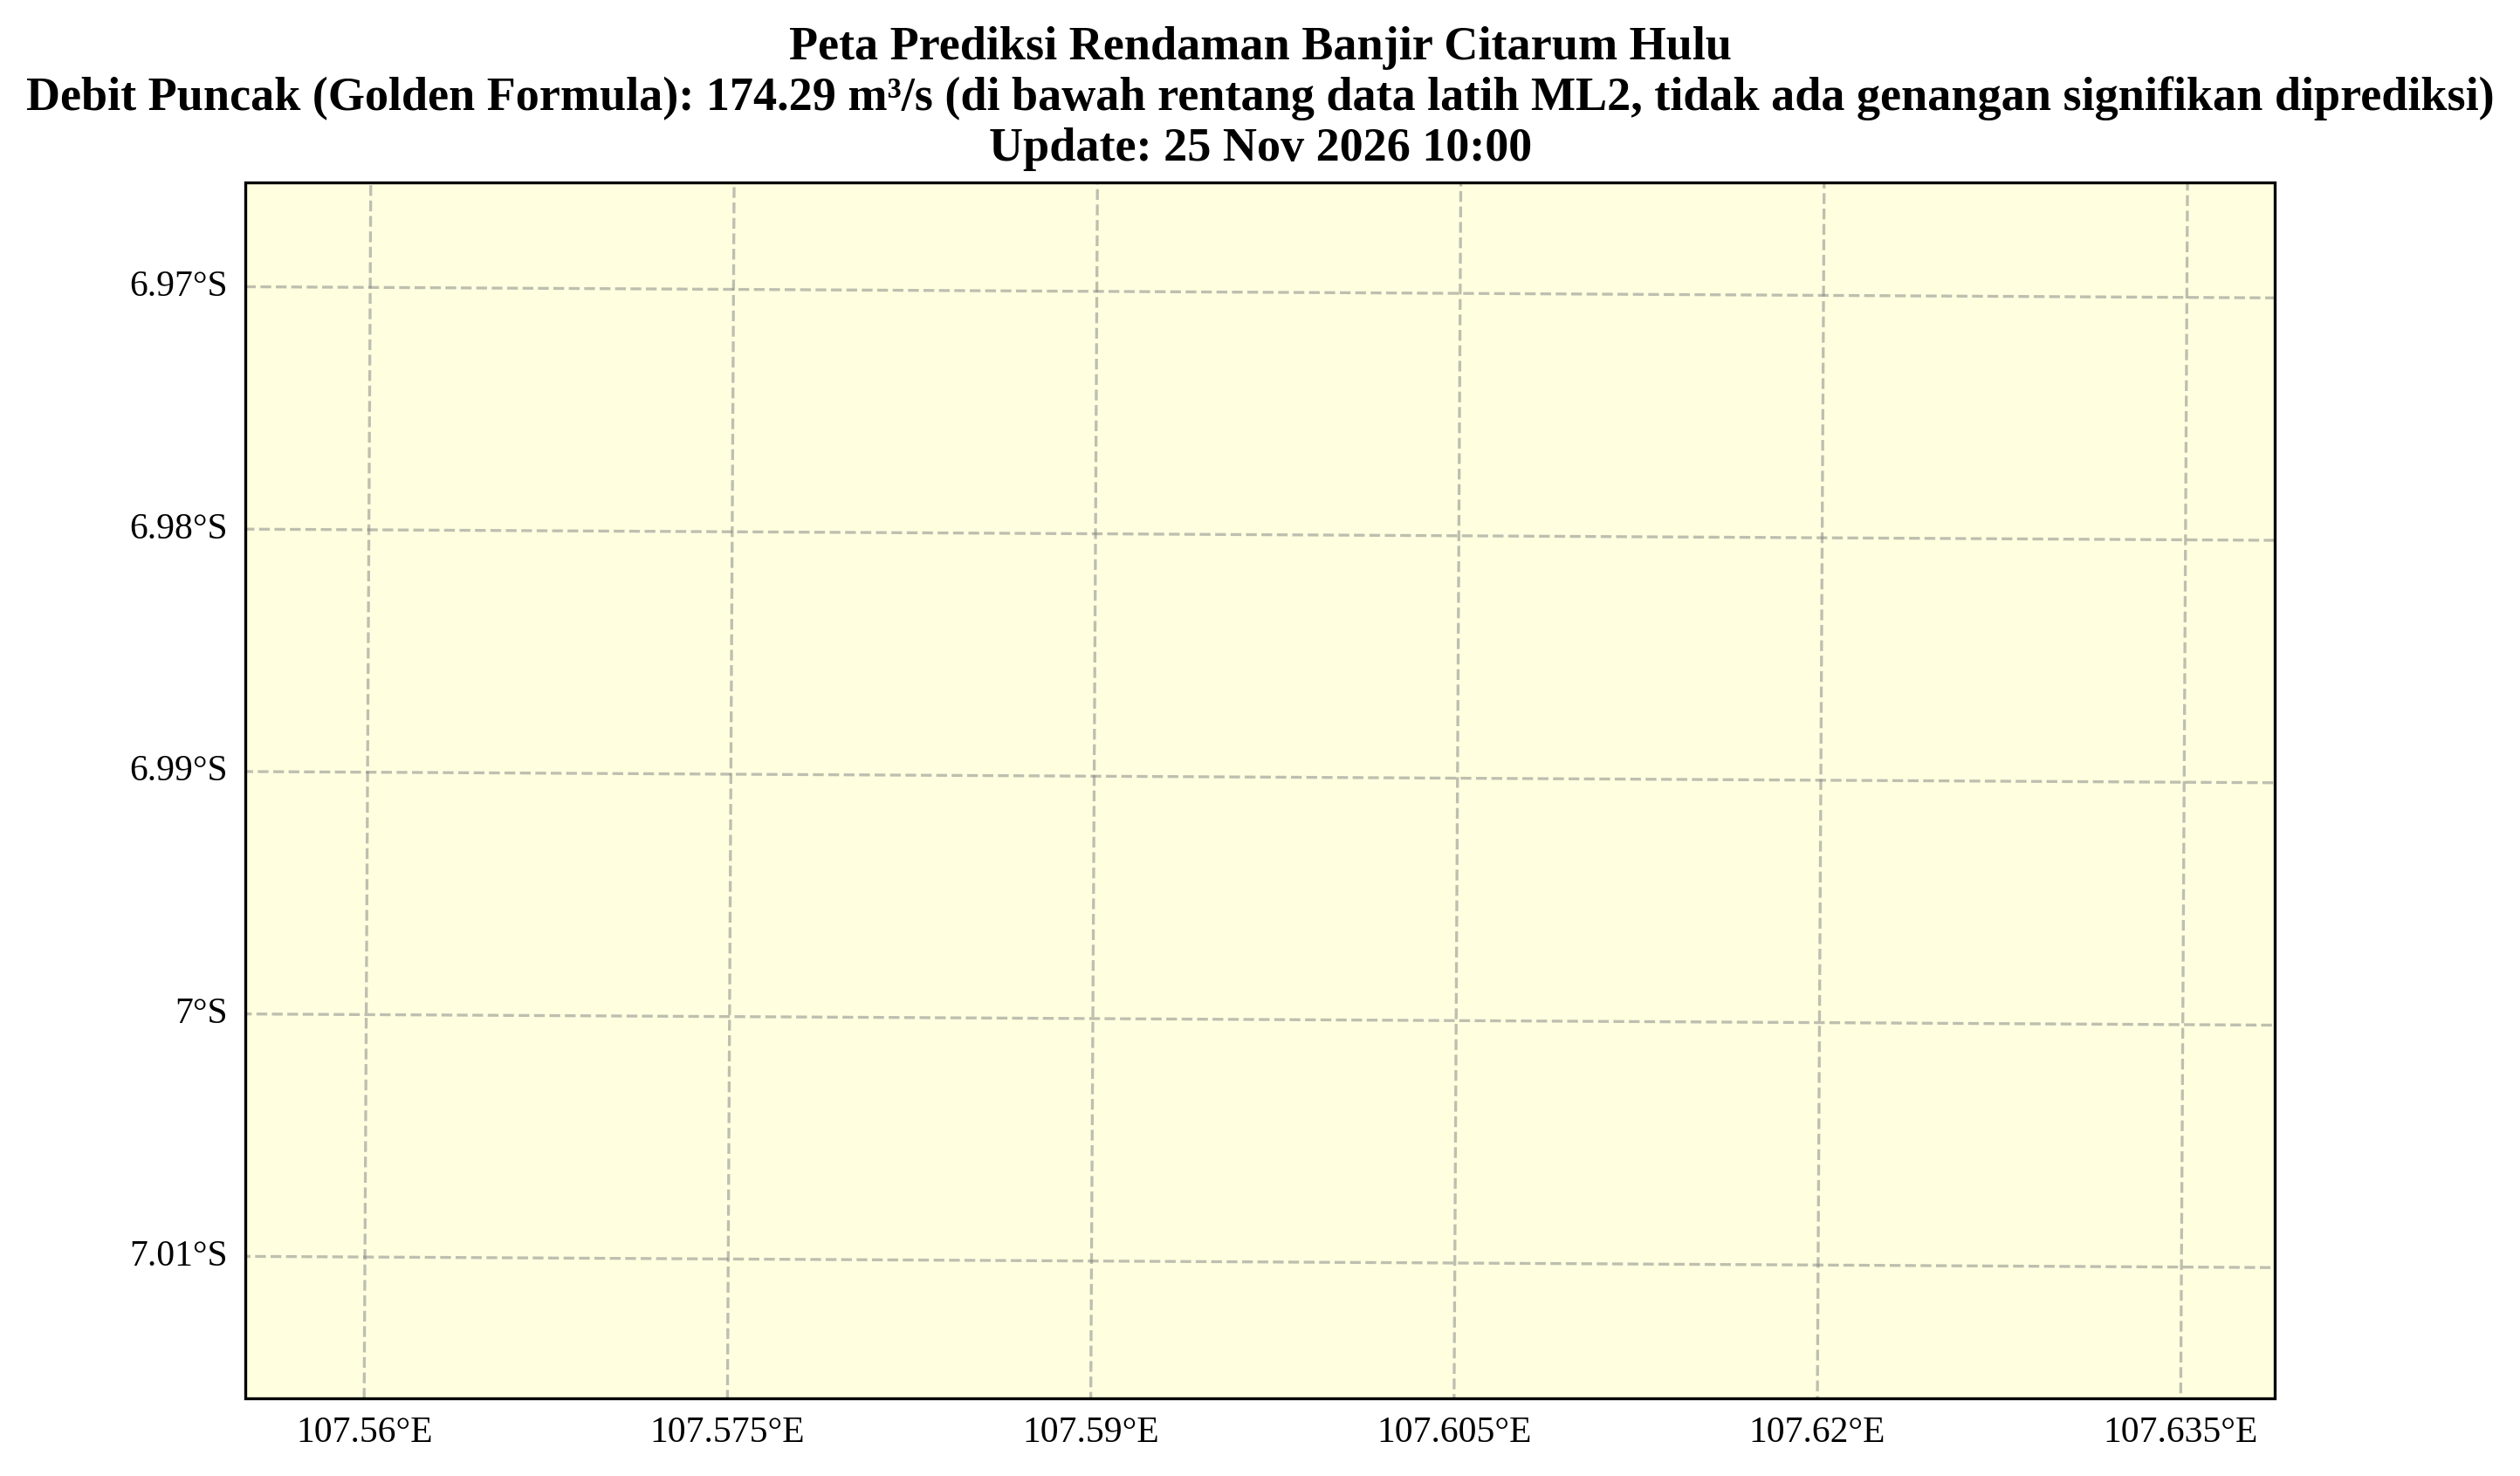 Peta Prediksi Rendaman Banjir Citarum Hulu
Debit Puncak (Golden Formula): 174.29 m³/s (di bawah rentang data latih ML2, tidak ada genangan signifikan diprediksi)
Update: 25 Nov 2026 10:00
6.97°S
6.98°S
6.99°S
7°S
7.01°S
107.56°E
107.575°E
107.59°E
107.605°E
107.62°E
107.635°E